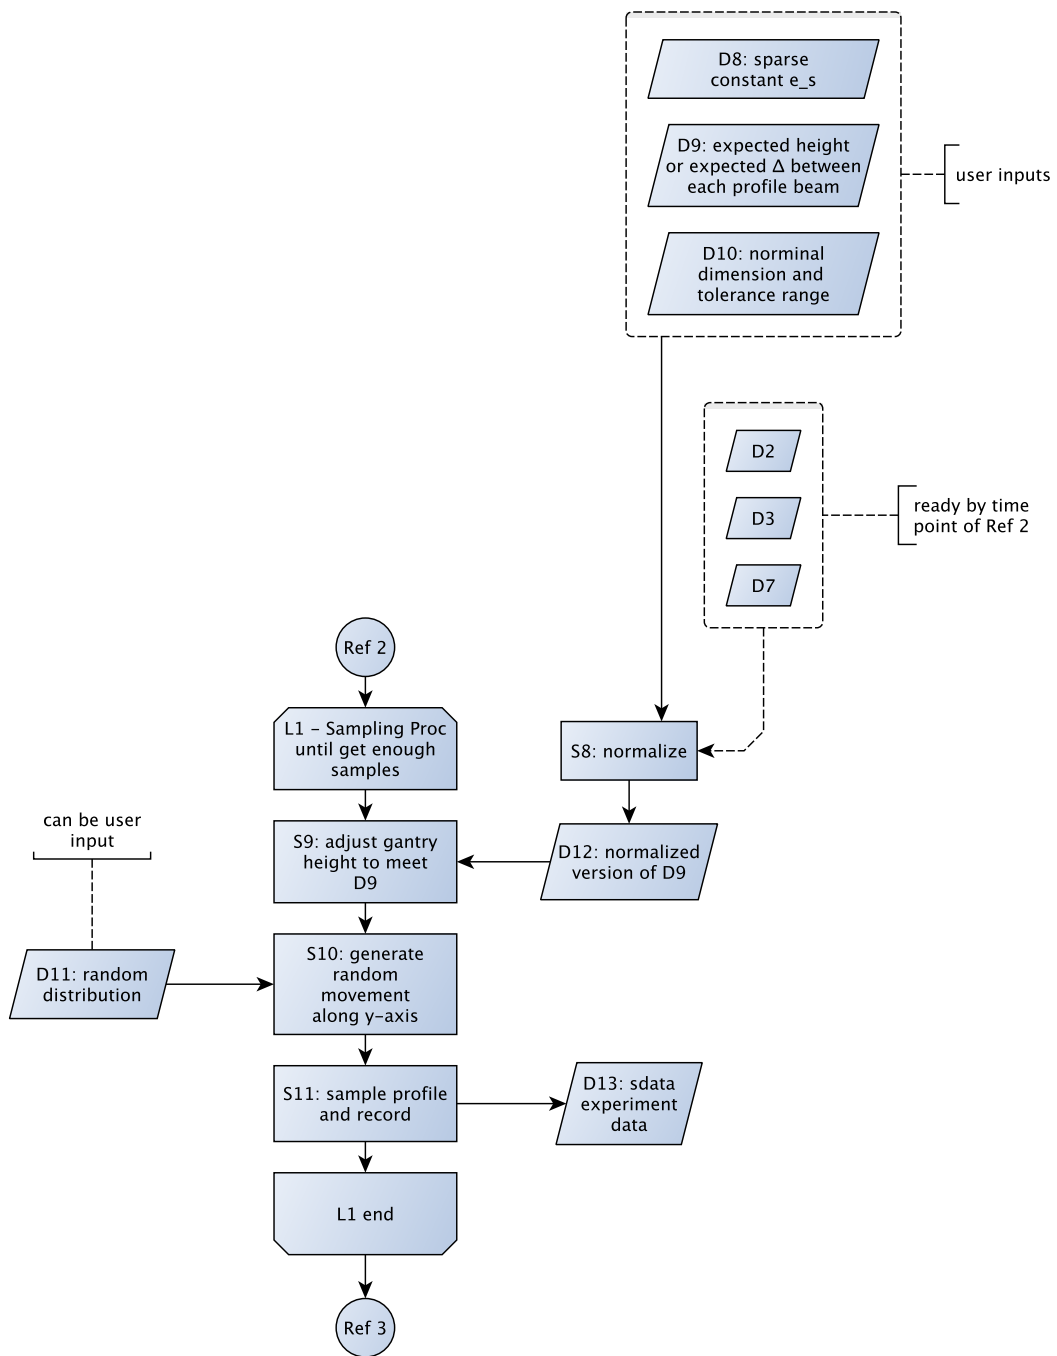 D8: sparse
constant e_s
D9: expected height
or expected Δ between
each profile beam
user inputs
D10: norminal
dimension and
tolerance range
D2
D3
D7
ready by time
point of Ref 2
Ref 2
L1 – Sampling Proc
until get enough
samples
S8: normalize
can be user
input
S9: adjust gantry
height to meet
D9
D12: normalized
version of D9
D11: random
distribution
S10: generate
random
movement
along y–axis
S11: sample profile
and record
D13: sdata
experiment
data
L1 end
Ref 3